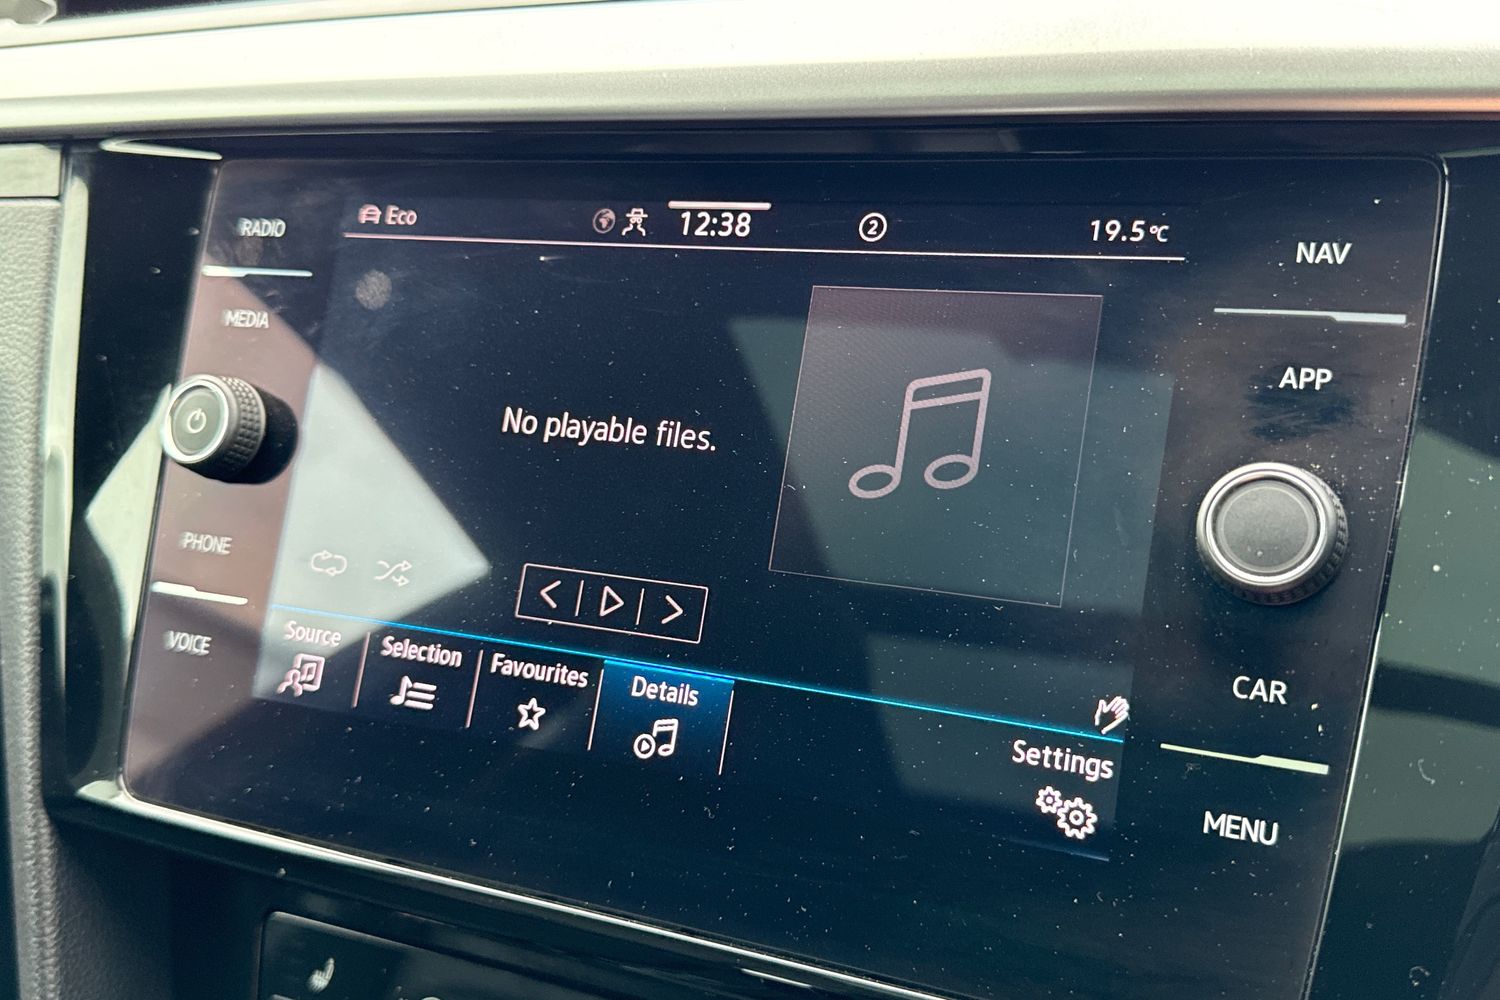 RADIO
MEDIA
PHONE
VOICE
Eco
12:38
2
19.5°C
No playable files.
Source
Selection
Favourites
Details
Settings
NAV
APP
CAR
MENU